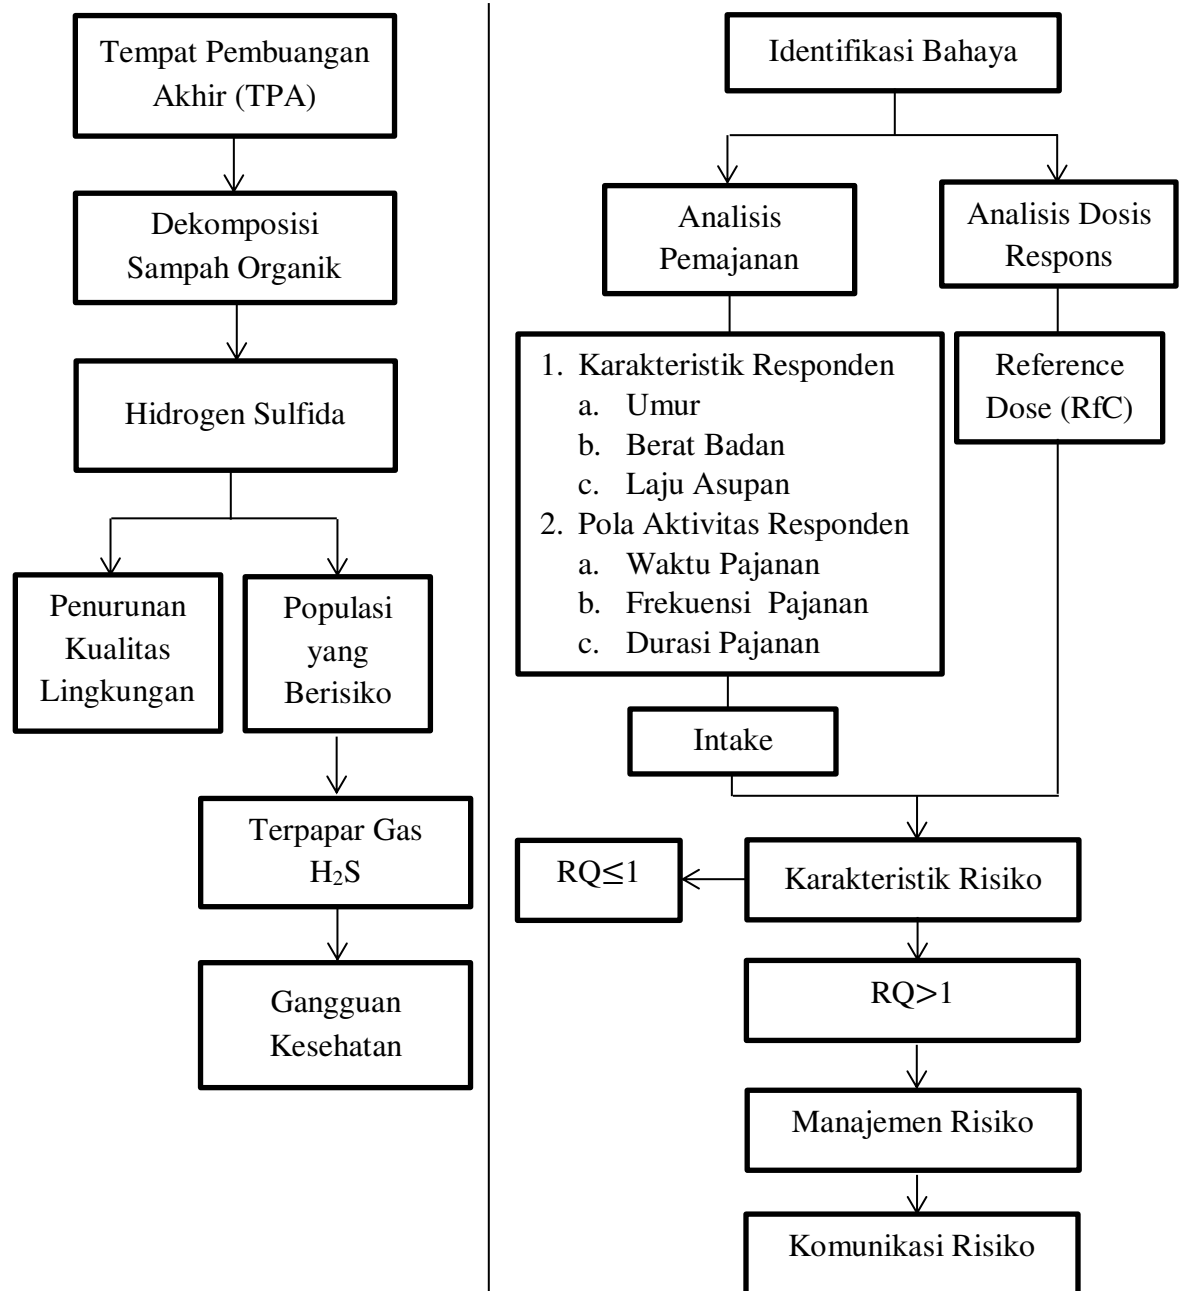 Tempat Pembuangan
Akhir (TPA)
Dekomposisi
Sampah Organik
Hidrogen Sulfida
Penurunan
Kualitas
Lingkungan
Populasi
yang
Berisiko
Terpapar Gas
H₂S
Gangguan
Kesehatan
Identifikasi Bahaya
Analisis
Pemajanan
Analisis Dosis
Respons
1. Karakteristik Responden
a. Umur
b. Berat Badan
c. Laju Asupan
2. Pola Aktivitas Responden
a. Waktu Pajanan
b. Frekuensi Pajanan
c. Durasi Pajanan
Reference
Dose (RfC)
Intake
RQ≤1
Karakteristik Risiko
RQ>1
Manajemen Risiko
Komunikasi Risiko